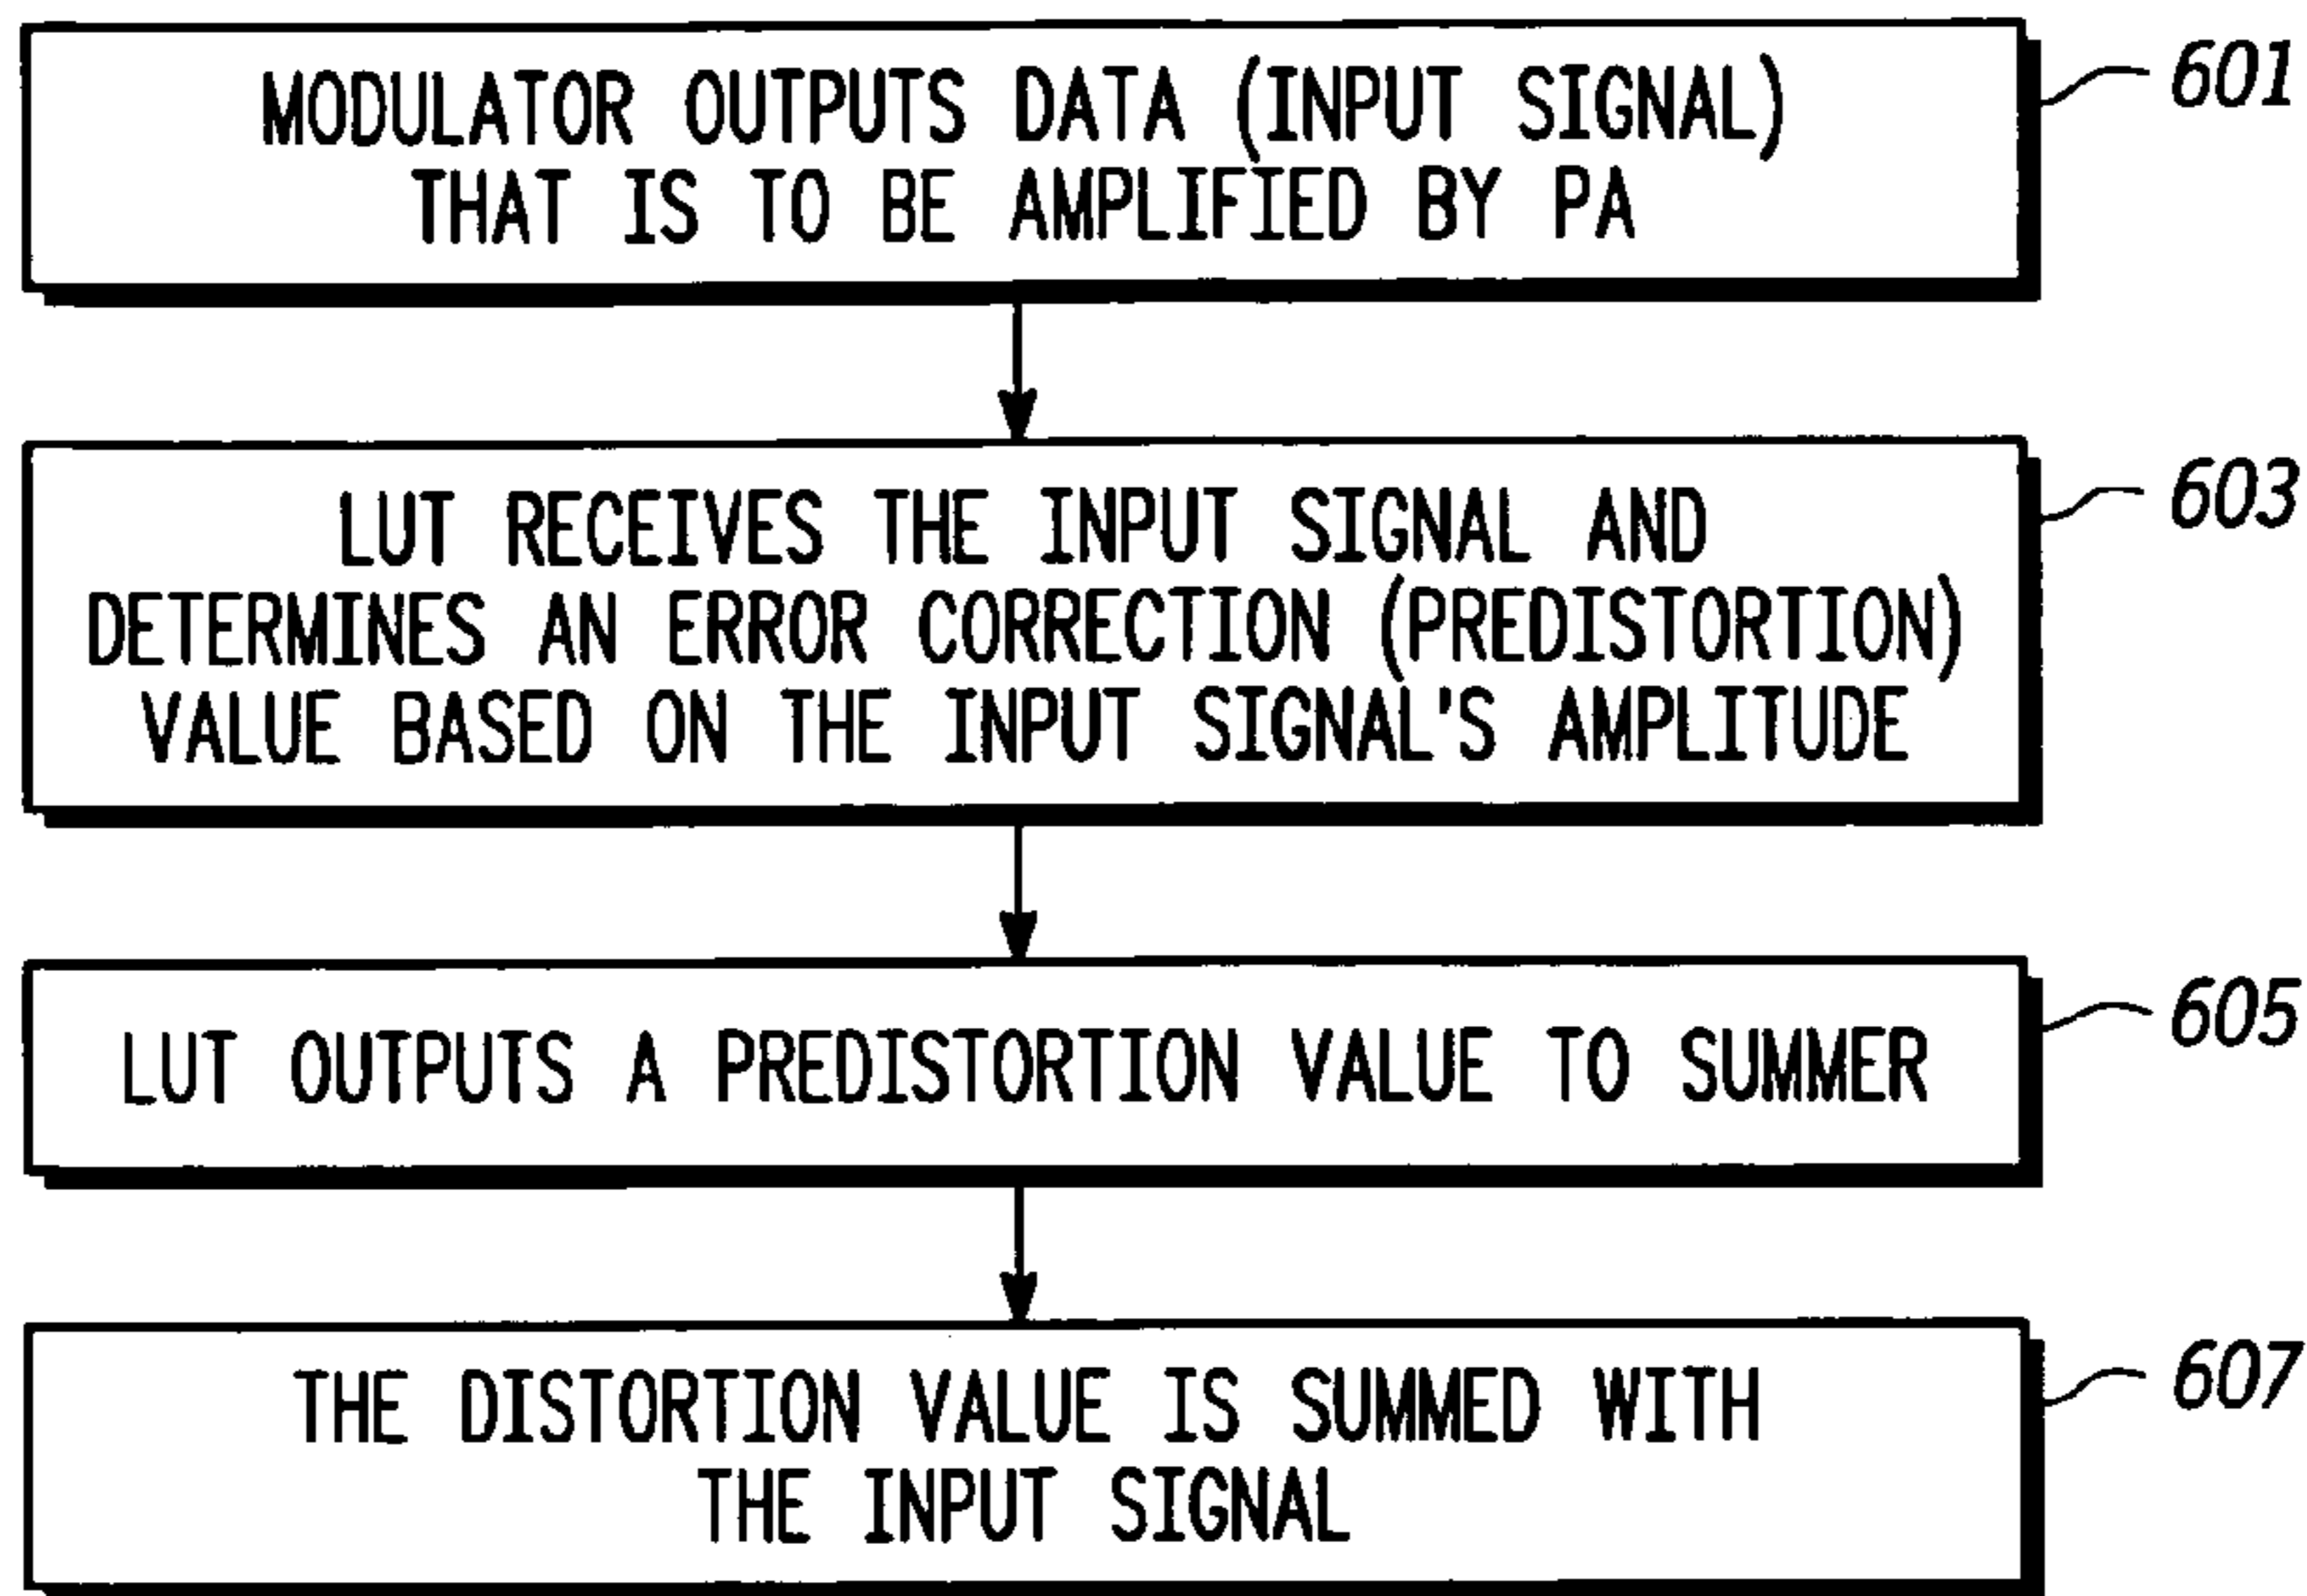 MODULATOR OUTPUTS DATA (INPUT SIGNAL)
THAT IS TO BE AMPLIFIED BY PA
601
LUT RECEIVES THE INPUT SIGNAL AND
DETERMINES AN ERROR CORRECTION (PREDISTORTION)
VALUE BASED ON THE INPUT SIGNAL'S AMPLITUDE
603
LUT OUTPUTS A PREDISTORTION VALUE TO SUMMER
605
THE DISTORTION VALUE IS SUMMED WITH
THE INPUT SIGNAL
607